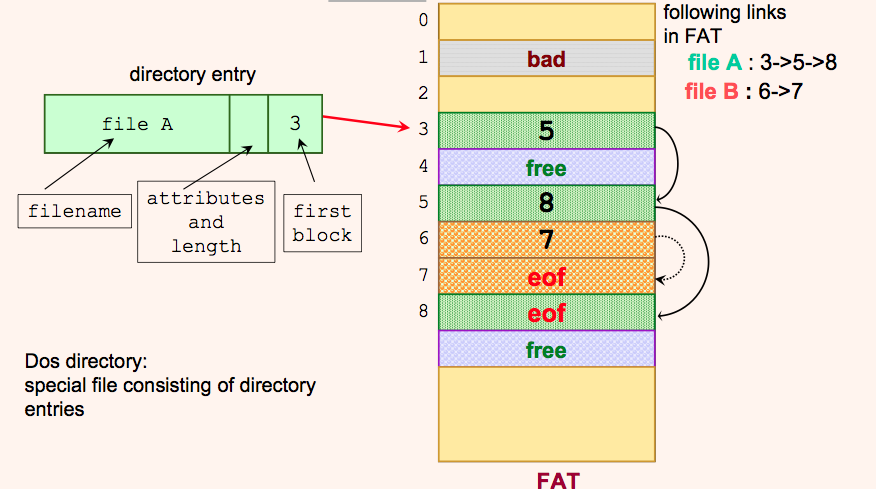 directory entry
file A
3
filename
attributes
and
length
first
block
Dos directory:
special file consisting of directory
entries
0
1
bad
2
3
5
4
free
5
8
6
7
7
eof
8
eof
free
FAT
following links
in FAT
file A : 3->5->8
file B : 6->7